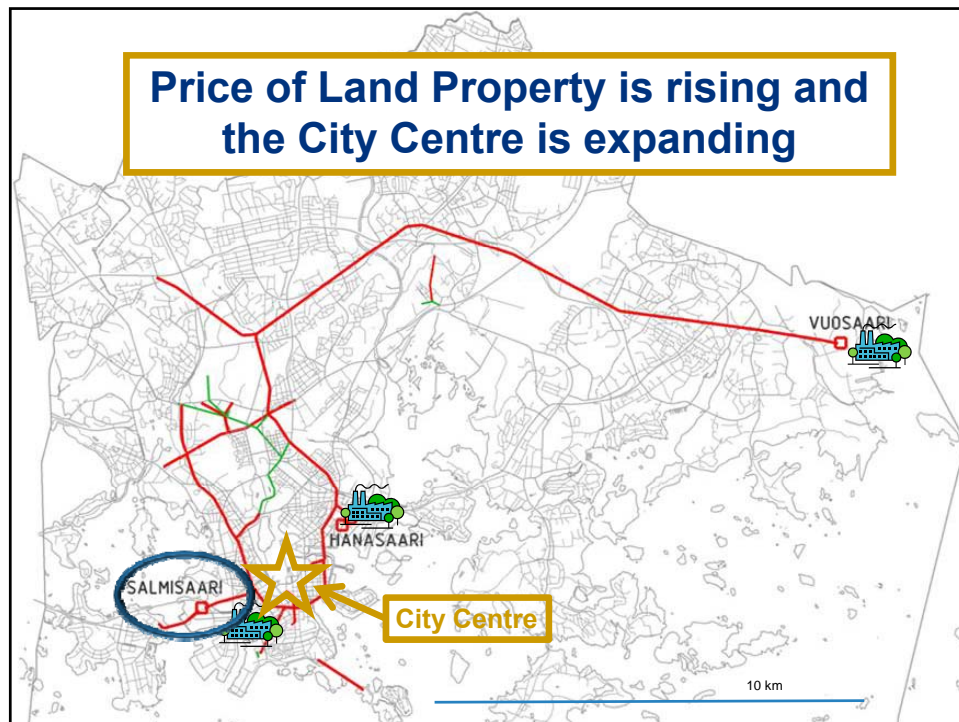 Price of Land Property is rising and
the City Centre is expanding
VUOSAARI
HANASAARI
SALMISAARI
City Centre
10 km